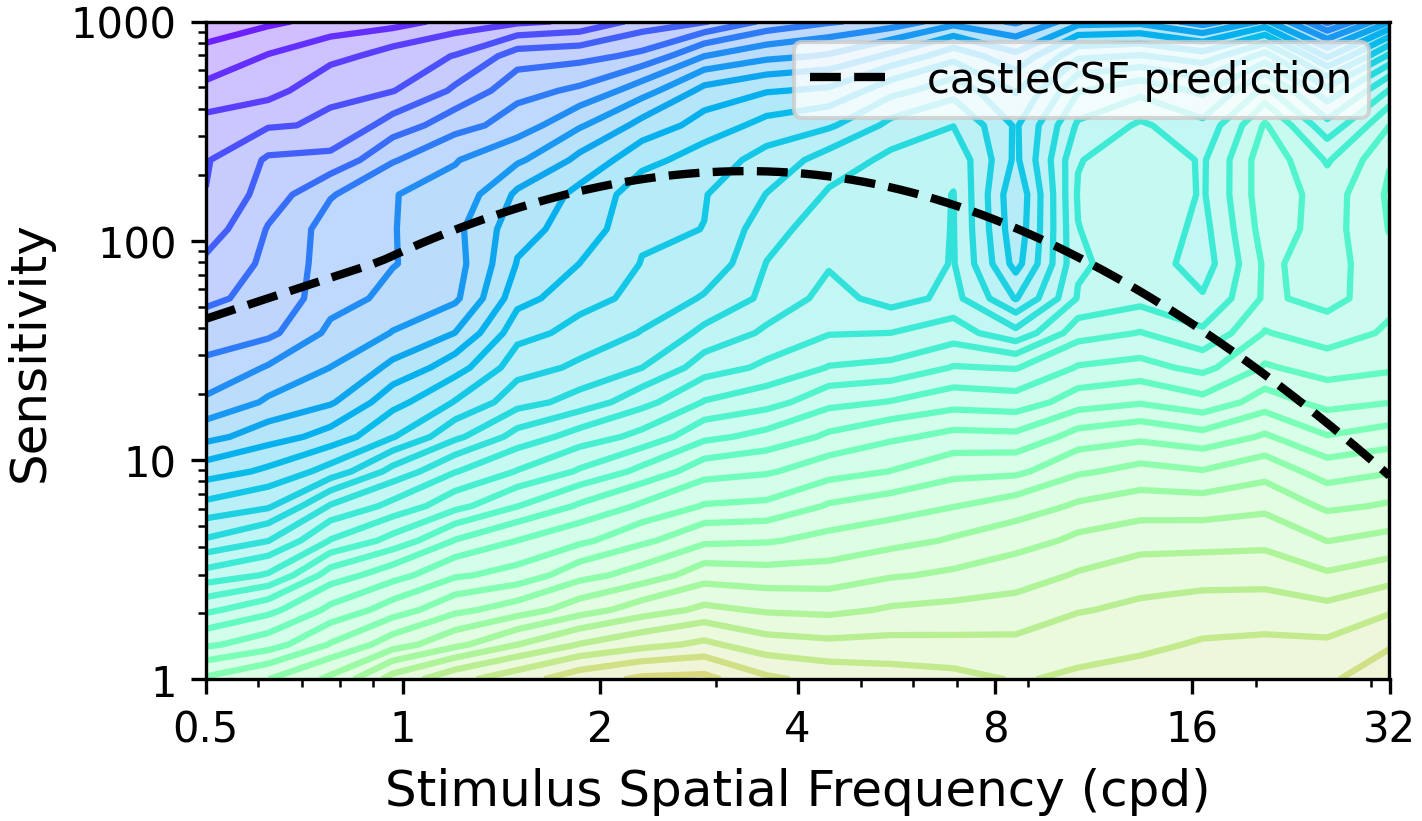 1000
100
10
1
Sensitivity
castleCSF prediction
0.5 1 2 4 8 16 32
Stimulus Spatial Frequency (cpd)